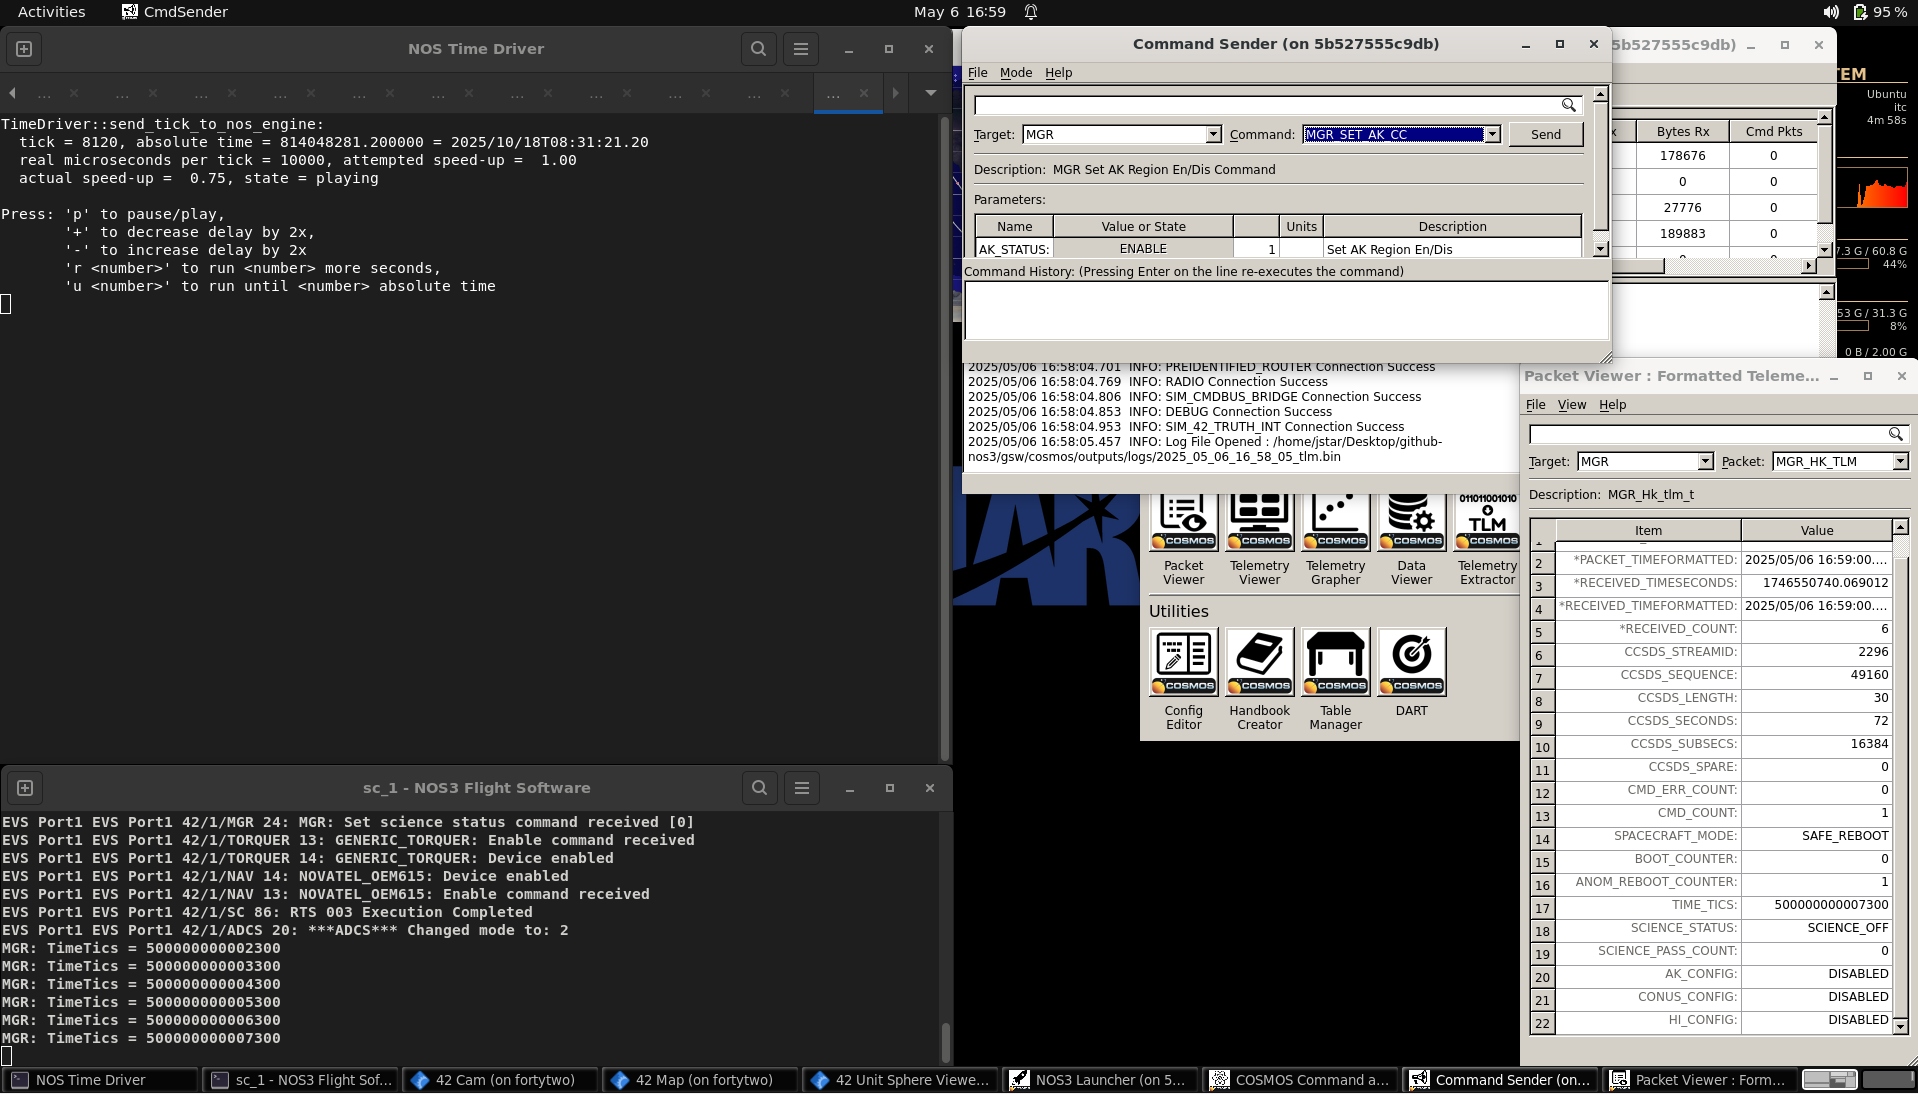 Activities
CmdSender
May 6 16:59
95 %
NOS Time Driver
... ... ... ... ... ... ... ... ... ... ...
TimeDriver::send_tick_to_nos_engine:
tick = 8120, absolute time = 814048281.200000 = 2025/10/18T08:31:21.20
real microseconds per tick = 10000, attempted speed-up = 1.00
actual speed-up = 0.75, state = playing
Press: 'p' to pause/play,
'+' to decrease delay by 2x,
'-' to increase delay by 2x
'r <number>' to run <number> more seconds,
'u <number>' to run until <number> absolute time
sc_1 - NOS3 Flight Software
EVS Port1 EVS Port1 42/1/MGR 24: MGR: Set science status command received [0]
EVS Port1 EVS Port1 42/1/TORQUER 13: GENERIC_TORQUER: Enable command received
EVS Port1 EVS Port1 42/1/TORQUER 14: GENERIC_TORQUER: Device enabled
EVS Port1 EVS Port1 42/1/NAV 14: NOVATEL_OEM615: Device enabled
EVS Port1 EVS Port1 42/1/NAV 13: NOVATEL_OEM615: Enable command received
EVS Port1 EVS Port1 42/1/SC 86: RTS 003 Execution Completed
EVS Port1 EVS Port1 42/1/ADCS 20: ***ADCS*** Changed mode to: 2
MGR: TimeTics = 500000000002300
MGR: TimeTics = 500000000003300
MGR: TimeTics = 500000000004300
MGR: TimeTics = 500000000005300
MGR: TimeTics = 500000000006300
MGR: TimeTics = 500000000007300
Command Sender (on 5b527555c9db)
File Mode Help
Target: MGR Command: MGR_SET_AK_CC Send
Description: MGR Set AK Region En/Dis Command
Parameters:
Name Value or State Units Description
AK_STATUS: ENABLE 1 Set AK Region En/Dis
Command History: (Pressing Enter on the line re-executes the command)
5b527555c9db)
x Bytes Rx Cmd Pkts
178676 0
0 0
27776 0
189883 0
EM
Ubuntu
itc
4m 58s
7.3 G / 60.8 G
44%
53 G / 31.3 G
8%
0 B / 2.00 G
2025/05/06 16:58:04.701 INFO: PREIDENTIFIED_ROUTER Connection Success
2025/05/06 16:58:04.769 INFO: RADIO Connection Success
2025/05/06 16:58:04.806 INFO: SIM_CMDBUS_BRIDGE Connection Success
2025/05/06 16:58:04.853 INFO: DEBUG Connection Success
2025/05/06 16:58:04.953 INFO: SIM_42_TRUTH_INT Connection Success
2025/05/06 16:58:05.457 INFO: Log File Opened : /home/jstar/Desktop/github-
nos3/gsw/cosmos/outputs/logs/2025_05_06_16_58_05_tlm.bin
AR
011011001010
TLM
COSMOS COSMOS COSMOS COSMOS COSMOS
Packet Viewer
Telemetry Viewer
Telemetry Grapher
Data Viewer
Telemetry Extractor
Utilities
COSMOS COSMOS COSMOS COSMOS
Config Editor
Handbook Creator
Table Manager
DART
Packet Viewer : Formatted Teleme...
File View Help
Target: MGR Packet: MGR_HK_TLM
Description: MGR_Hk_tlm_t
Item Value
2 *PACKET_TIMEFORMATTED: 2025/05/06 16:59:00....
3 *RECEIVED_TIMESECONDS: 1746550740.069012
4 *RECEIVED_TIMEFORMATTED: 2025/05/06 16:59:00....
5 *RECEIVED_COUNT: 6
6 CCSDS_STREAMID: 2296
7 CCSDS_SEQUENCE: 49160
8 CCSDS_LENGTH: 30
9 CCSDS_SECONDS: 72
10 CCSDS_SUBSECS: 16384
11 CCSDS_SPARE: 0
12 CMD_ERR_COUNT: 0
13 CMD_COUNT: 1
14 SPACECRAFT_MODE: SAFE_REBOOT
15 BOOT_COUNTER: 0
16 ANOM_REBOOT_COUNTER: 1
17 TIME_TICS: 500000000007300
18 SCIENCE_STATUS: SCIENCE_OFF
19 SCIENCE_PASS_COUNT: 0
20 AK_CONFIG: DISABLED
21 CONUS_CONFIG: DISABLED
22 HI_CONFIG: DISABLED
NOS Time Driver
sc_1 - NOS3 Flight Sof...
42 Cam (on fortytwo)
42 Map (on fortytwo)
42 Unit Sphere Viewe...
NOS3 Launcher (on 5...
COSMOS Command a...
Command Sender (on...
Packet Viewer : Form...